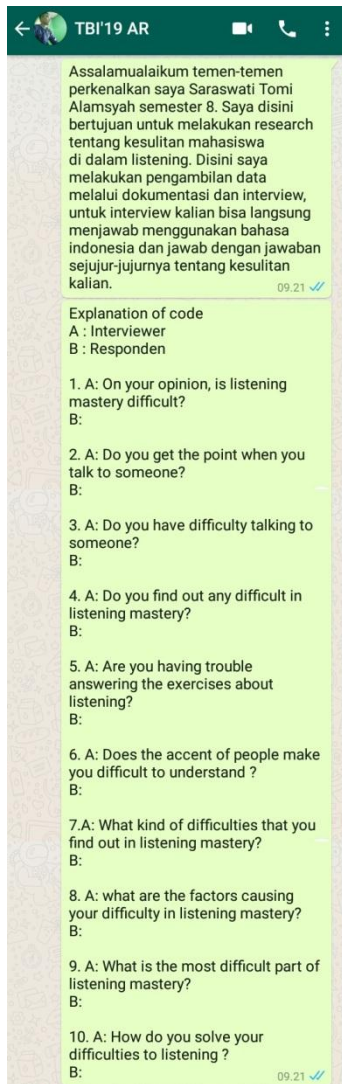 TBI'19 AR
Assalamualaikum temen-temen
perkenalkan saya Saraswati Tomi
Alamsyah semester 8. Saya disini
bertujuan untuk melakukan research
tentang kesulitan mahasiswa
di dalam listening. Disini saya
melakukan pengambilan data
melalui dokumentasi dan interview,
untuk interview kalian bisa langsung
menjawab menggunakan bahasa
indonesia dan jawab dengan jawaban
sejujur-jujurnya tentang kesulitan
kalian.
09.21
Explanation of code
A : Interviewer
B : Responden
1. A: On your opinion, is listening
mastery difficult?
B:
2. A: Do you get the point when you
talk to someone?
B:
3. A: Do you have difficulty talking to
someone?
B:
4. A: Do you find out any difficult in
listening mastery?
B:
5. A: Are you having trouble
answering the exercises about
listening?
B:
6. A: Does the accent of people make
you difficult to understand ?
B:
7.A: What kind of difficulties that you
find out in listening mastery?
B:
8. A: what are the factors causing
your difficulty in listening mastery?
B:
9. A: What is the most difficult part of
listening mastery?
B:
10. A: How do you solve your
difficulties to listening ?
B:
09.21